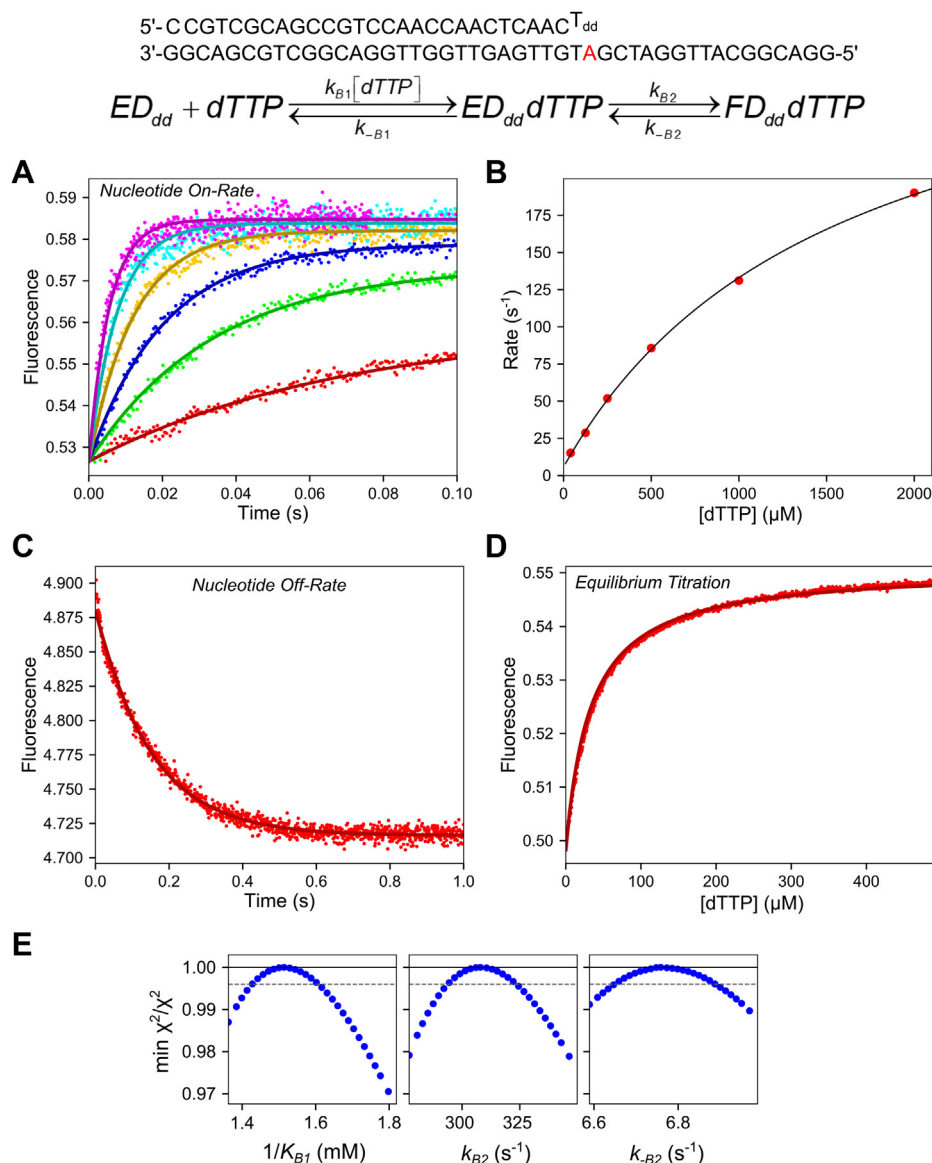 5'-CCGTCGCAGCCGTCCAACCAACTCAACTdd
3'-GGCAGCGTCGGCAGGTTGGTTGAGTTGTAGCTAGGTTACGGCAGG-5'
EDdd + dTTP kB1[dTTP] k-B1 EDdddTTP kB2 k-B2 FDdddTTP
A
Nucleotide On-Rate
0.59
0.58
0.57
0.56
0.55
0.54
0.53
Fluorescence
0.00 0.02 0.04 0.06 0.08 0.10
Time (s)
B
175
150
125
100
75
50
25
0
Rate (s-1)
0 500 1000 1500 2000
[dTTP] (µM)
C
Nucleotide Off-Rate
4.900
4.875
4.850
4.825
4.800
4.775
4.750
4.725
4.700
Fluorescence
0.0 0.2 0.4 0.6 0.8 1.0
Time (s)
D
Equilibrium Titration
0.55
0.54
0.53
0.52
0.51
0.50
Fluorescence
0 100 200 300 400
[dTTP] (µM)
E
1.00
0.99
0.98
0.97
min χ2/χ2
1.4 1.6 1.8
1/KB1 (mM)
300 325
kB2 (s-1)
6.6 6.8
k-B2 (s-1)